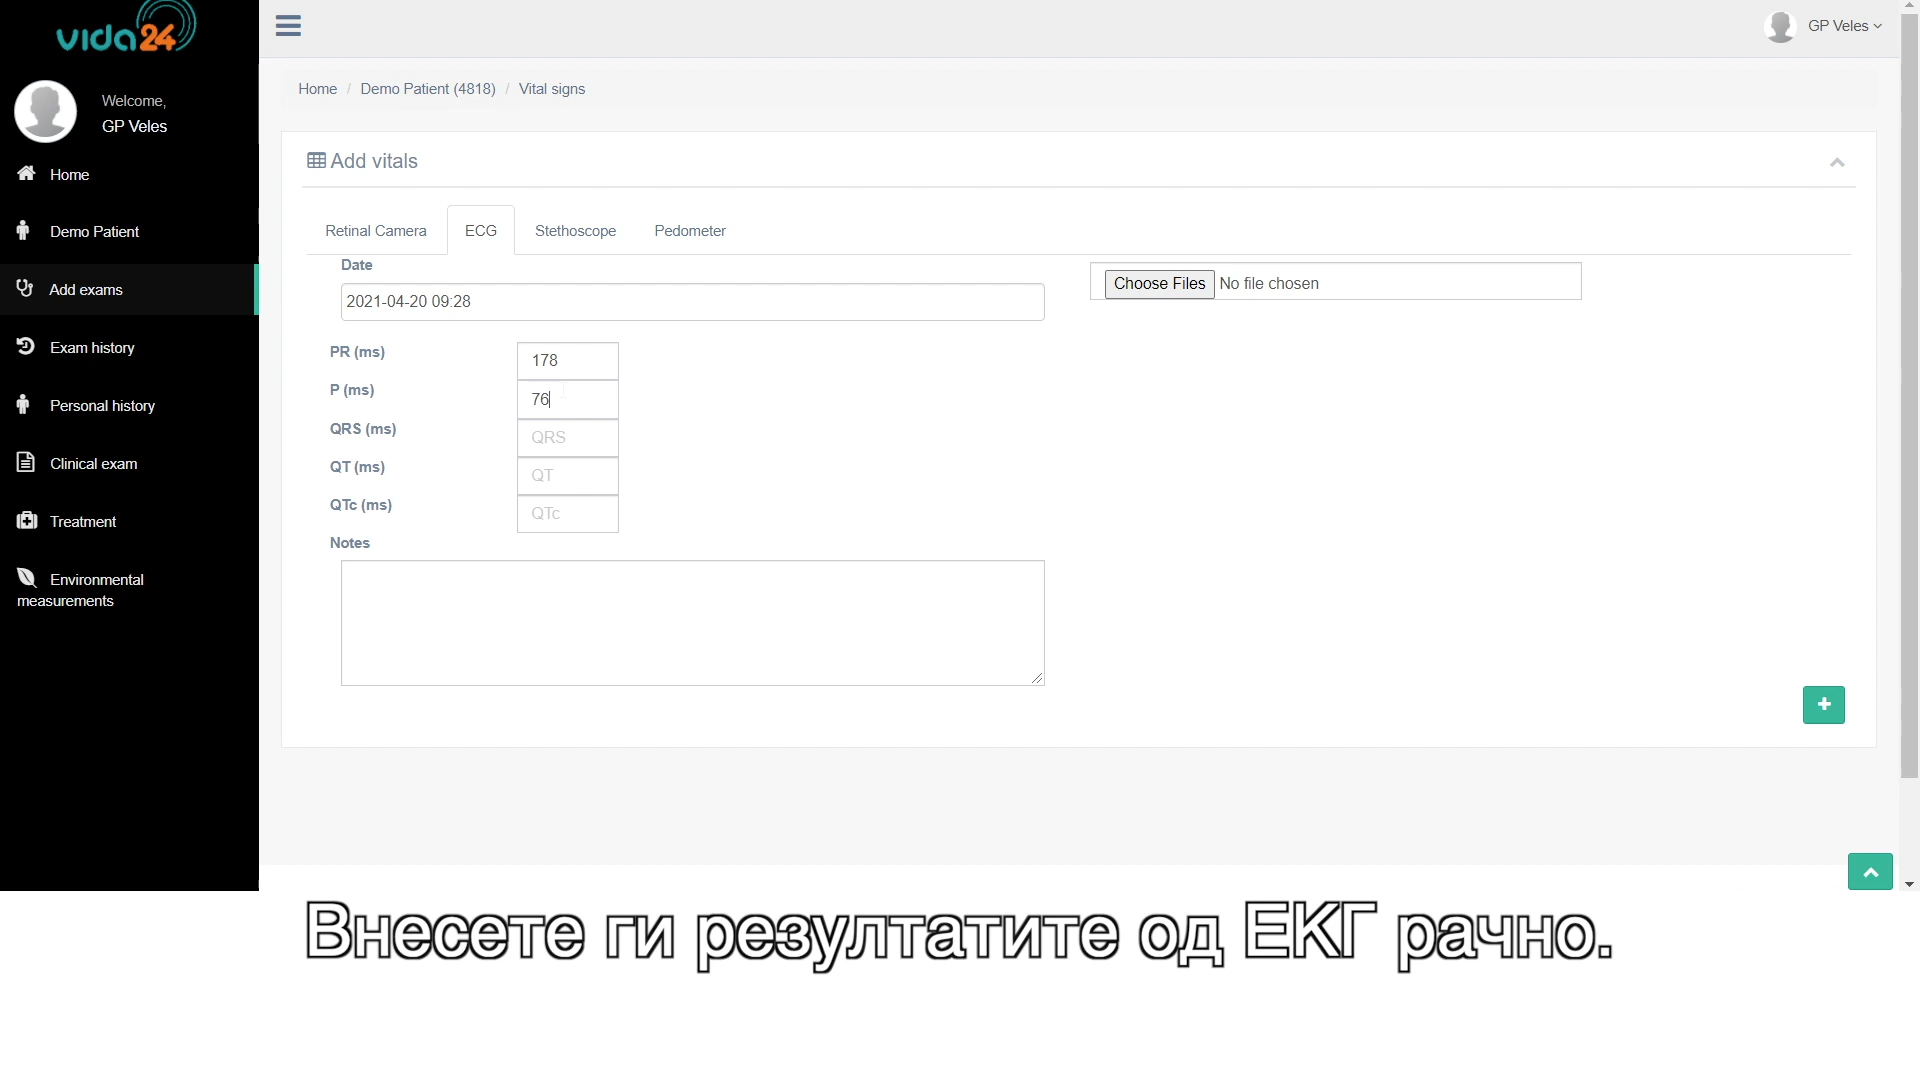 vida24
GP Veles
Welcome,
GP Veles
Home
Demo Patient
Add exams
Exam history
Personal history
Clinical exam
Treatment
Environmental
measurements
Home / Demo Patient (4818) / Vital signs
Add vitals
Retinal Camera ECG Stethoscope Pedometer
Date
2021-04-20 09:28
Choose Files No file chosen
PR (ms) 178
P (ms) 76
QRS (ms) QRS
QT (ms) QT
QTc (ms) QTc
Notes
Внесете ги резултатите од ЕКГ рачно.